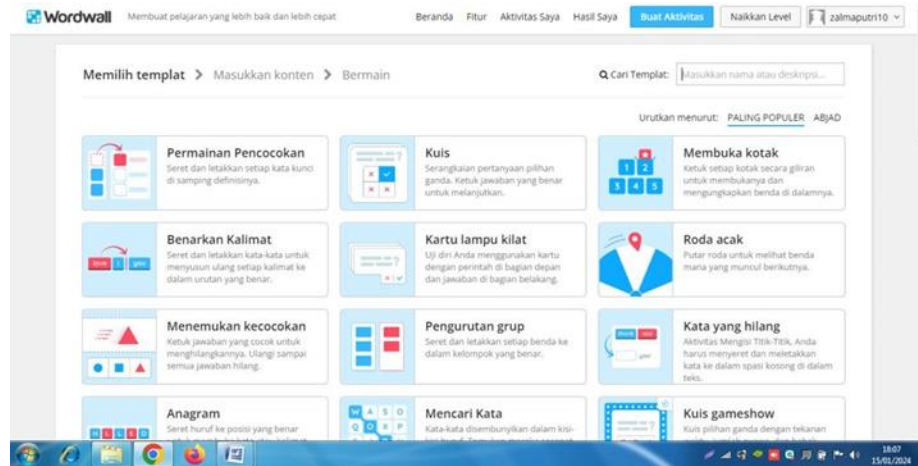 Wordwall Membuat pelajaran yang lebih baik dan lebih cepat Beranda Fitur Aktivitas Saya Hasil Saya Buat Aktivitas Naikkan Level zalmaputri10
Memilih templat > Masukkan konten > Bermain Cari Templat: Masukkan nama atau deskripsi...
Urutkan menurut: PALING POPULER ABJAD
Permainan Pencocokan
Seret dan letakkan setiap kata kunci
di samping definisinya.
Kuis
Serangkaian pertanyaan pilihan
ganda. Ketuk jawaban yang benar
untuk melanjutkan.
Membuka kotak
Ketuk setiap kotak secara giliran
untuk membukanya dan
mengungkapkan benda di dalamnya.
1 2
3 4 5
Benarkan Kalimat
Seret dan letakkan kata-kata untuk
menyusun ulang setiap kalimat ke
dalam urutan yang benar.
Kartu lampu kilat
Uji diri Anda menggunakan kartu
dengan perintah di bagian depan
dan jawaban di bagian belakang.
Roda acak
Putar roda untuk melihat benda
mana yang muncul berikutnya.
Menemukan kecocokan
Ketuk jawaban yang cocok untuk
menghilangkannya. Ulangi sampai
semua jawaban hilang.
Pengurutan grup
Seret dan letakkan setiap benda ke
dalam kelompok yang benar.
Kata yang hilang
Aktivitas Mengisi Titik-Titik, Anda
harus menyeret dan meletakkan
kata ke dalam spasi kosong di dalam
teks.
Anagram
Seret huruf ke posisi yang benar
H L L E O
Mencari Kata
Kata-kata disembunyikan dalam kisi-
W A S O
Kuis gameshow
Kuis pilihan ganda dengan tekanan
18:07
15/01/2024